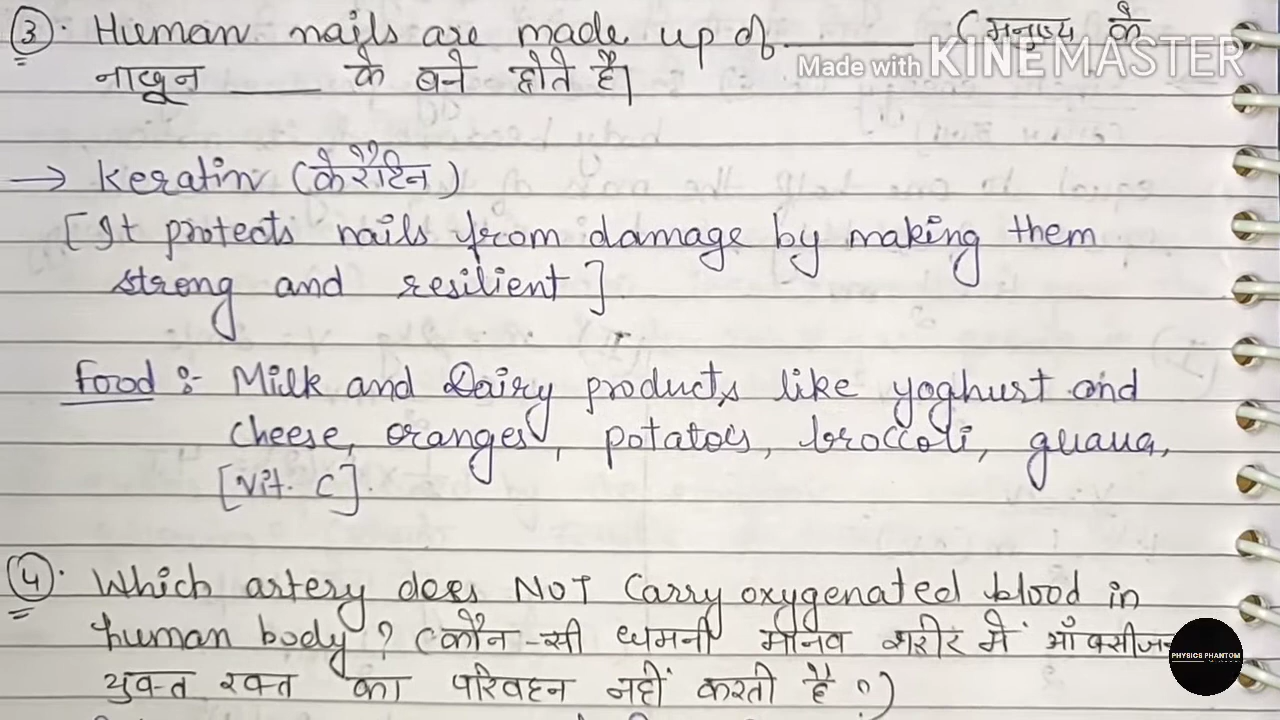 ③. Human nails are made up of ______ (मनुष्य के
Made with KINEMASTER
नाखून ____ के बने होते है।
→ Keratin (केराटिन)
[It protects nails from damage by making them
strong and resilient]
Food :- Milk and Dairy products like yoghurt and
cheese, oranges, potatoes, broccoli, guava,
[Vit. C].
④. Which artery does NOT Carry oxygenated blood in
human body? (कौन-सी धमनी मानव शरीर में ऑक्सीजन
PHYSICS PHANTOM
युक्त रक्त का परिवहन नहीं करती है?)